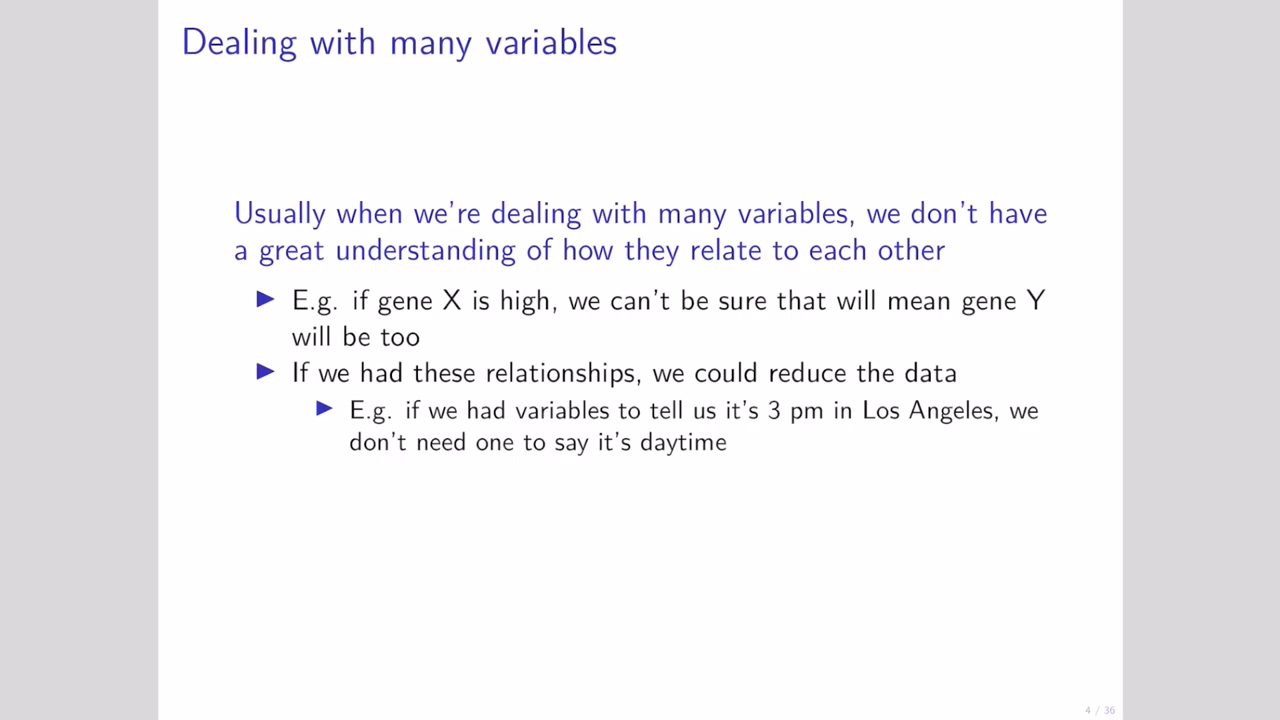 Dealing with many variables
Usually when we're dealing with many variables, we don't have
a great understanding of how they relate to each other
E.g. if gene X is high, we can't be sure that will mean gene Y
will be too
If we had these relationships, we could reduce the data
E.g. if we had variables to tell us it's 3 pm in Los Angeles, we
don't need one to say it's daytime
4 / 36